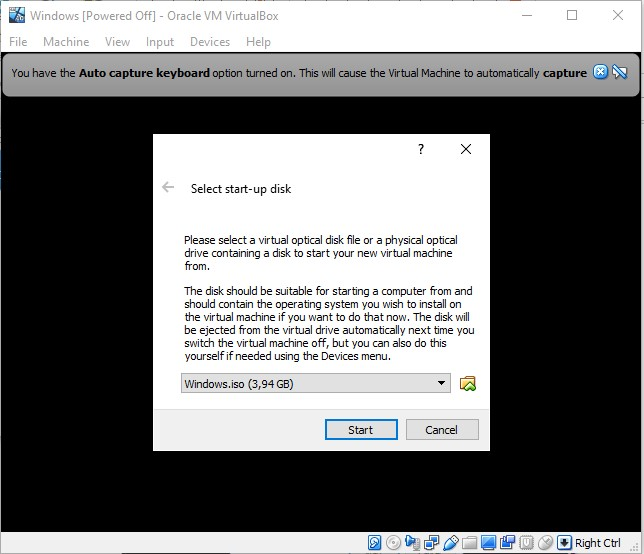 Windows [Powered Off] - Oracle VM VirtualBox
File Machine View Input Devices Help
You have the Auto capture keyboard option turned on. This will cause the Virtual Machine to automatically capture
?
Select start-up disk
Please select a virtual optical disk file or a physical optical
drive containing a disk to start your new virtual machine
from.
The disk should be suitable for starting a computer from and
should contain the operating system you wish to install on
the virtual machine if you want to do that now. The disk will
be ejected from the virtual drive automatically next time you
switch the virtual machine off, but you can also do this
yourself if needed using the Devices menu.
Windows.iso (3,94 GB)
Start Cancel
Right Ctrl